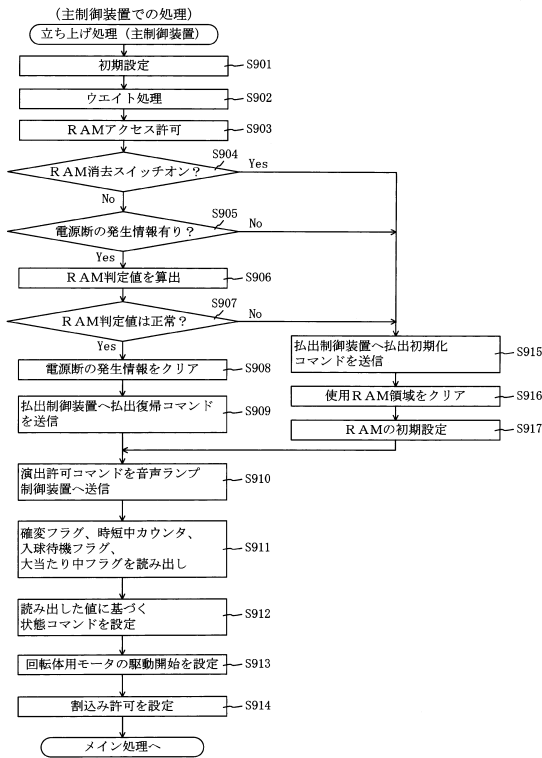 （主制御装置での処理）
立ち上げ処理（主制御装置）
初期設定
S901
ウエイト処理
S902
ＲＡＭアクセス許可
S903
S904
ＲＡＭ消去スイッチオン？
Yes
No
S905
電源断の発生情報有り？
No
Yes
ＲＡＭ判定値を算出
S906
S907
ＲＡＭ判定値は正常？
No
Yes
電源断の発生情報をクリア
S908
払出制御装置へ払出復帰コマンド
を送信
S909
払出制御装置へ払出初期化
コマンドを送信
S915
使用ＲＡＭ領域をクリア
S916
ＲＡＭの初期設定
S917
演出許可コマンドを音声ランプ
制御装置へ送信
S910
確変フラグ、時短中カウンタ、
入球待機フラグ、
大当たり中フラグを読み出し
S911
読み出した値に基づく
状態コマンドを設定
S912
回転体用モータの駆動開始を設定
S913
割込み許可を設定
S914
メイン処理へ